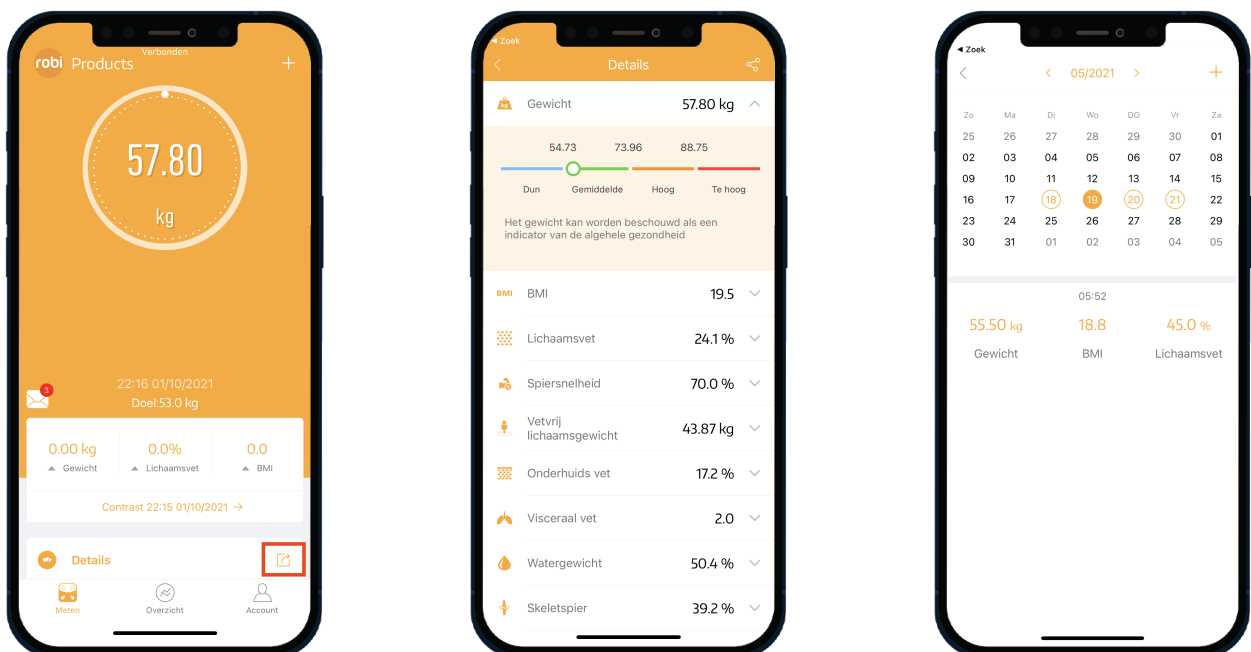 Verbonden
robi Products +
57.80
kg
3
22:16 01/10/2021
Doel:53.0 kg
0.00 kg 0.0% 0.0
Gewicht Lichaamsvet BMI
Contrast 22:15 01/10/2021 →
Details
Meten Overzicht Account
◄ Zoek
Details
kg Gewicht 57.80 kg
54.73 73.96 88.75
Dun Gemiddelde Hoog Te hoog
Het gewicht kan worden beschouwd als een
indicator van de algehele gezondheid
BMI BMI 19.5
Lichaamsvet 24.1 %
Spiersnelheid 70.0 %
Vetvrij
lichaamsgewicht 43.87 kg
Onderhuids vet 17.2 %
Visceraal vet 2.0
Watergewicht 50.4 %
Skeletspier 39.2 %
◄ Zoek
< 05/2021 > +
Zo Ma Di Wo DO Vr Za
25 26 27 28 29 30 01
02 03 04 05 06 07 08
09 10 11 12 13 14 15
16 17 18 19 20 21 22
23 24 25 26 27 28 29
30 31 01 02 03 04 05
05:52
55.50 kg 18.8 45.0 %
Gewicht BMI Lichaamsvet